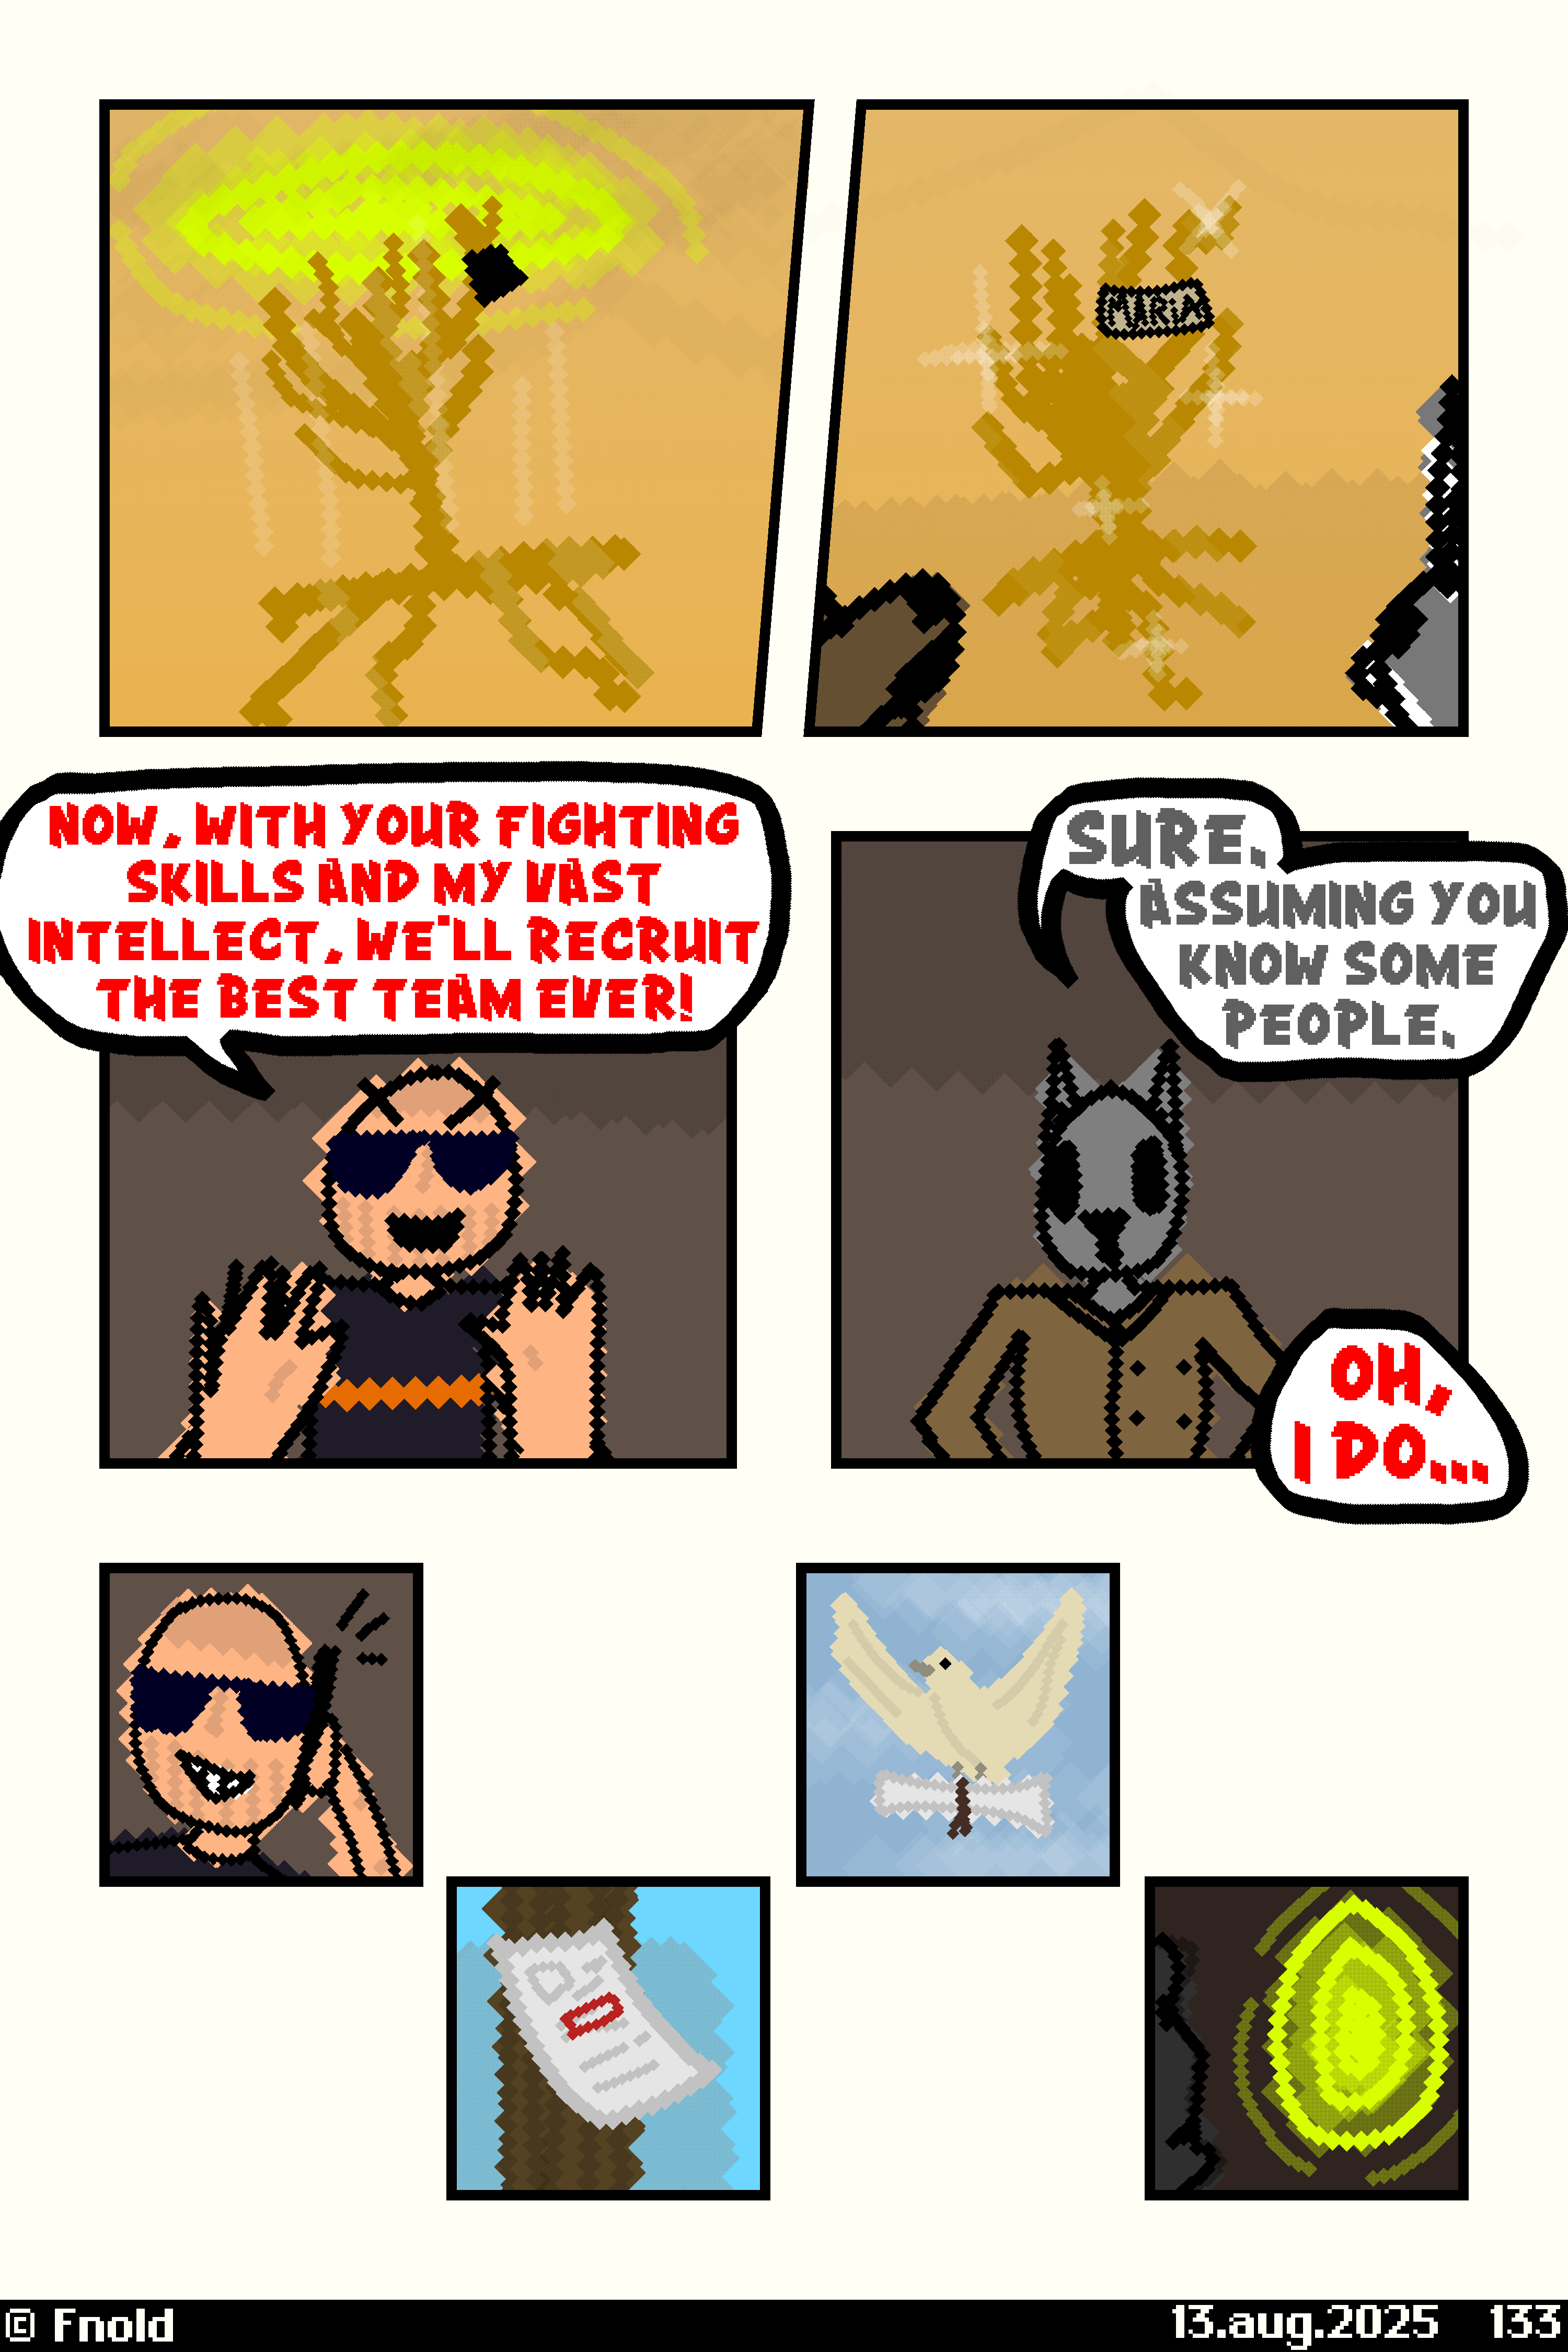 MARIA
NOW, WITH YOUR FIGHTING
SKILLS AND MY VAST
INTELLECT, WE'LL RECRUIT
THE BEST TEAM EVER!
SURE.
ASSUMING YOU
KNOW SOME
PEOPLE.
OH,
I DO...
© Fnold
13.aug.2025 133